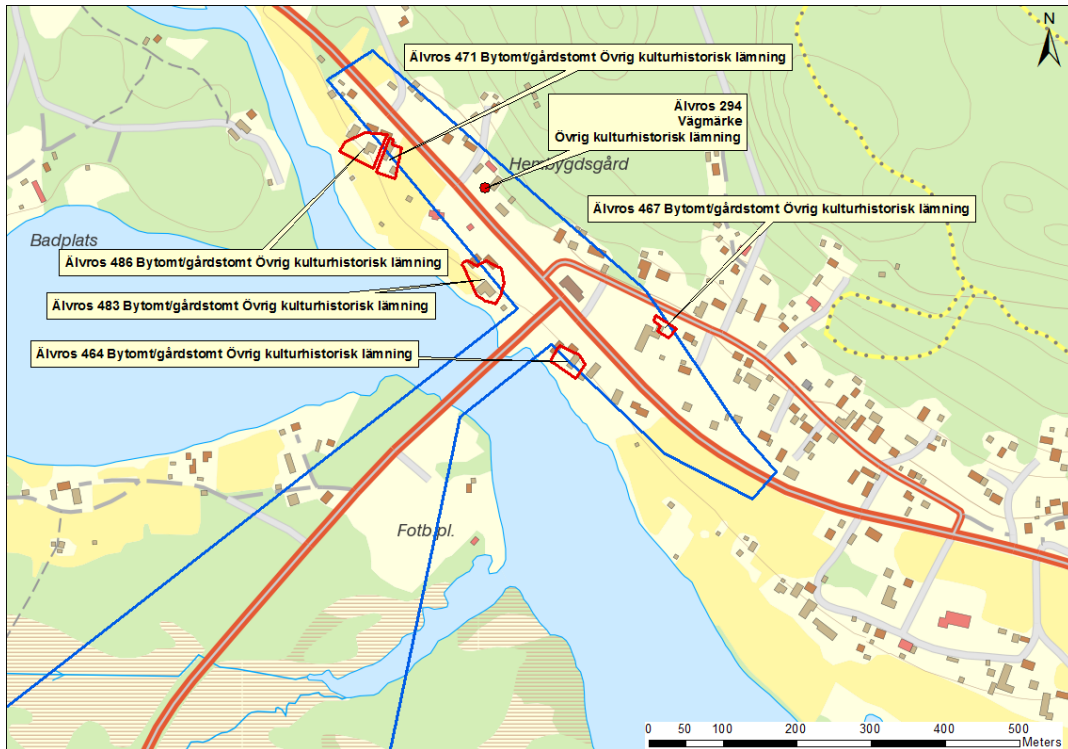 N
Älvros 471 Bytomt/gårdstomt Övrig kulturhistorisk lämning
Älvros 294
Vägmärke
Övrig kulturhistorisk lämning
Hembygdsgård
Älvros 467 Bytomt/gårdstomt Övrig kulturhistorisk lämning
Badplats
Älvros 486 Bytomt/gårdstomt Övrig kulturhistorisk lämning
Älvros 483 Bytomt/gårdstomt Övrig kulturhistorisk lämning
Älvros 464 Bytomt/gårdstomt Övrig kulturhistorisk lämning
Fotb.pl.
0 50 100 200 300 400 500
Meters